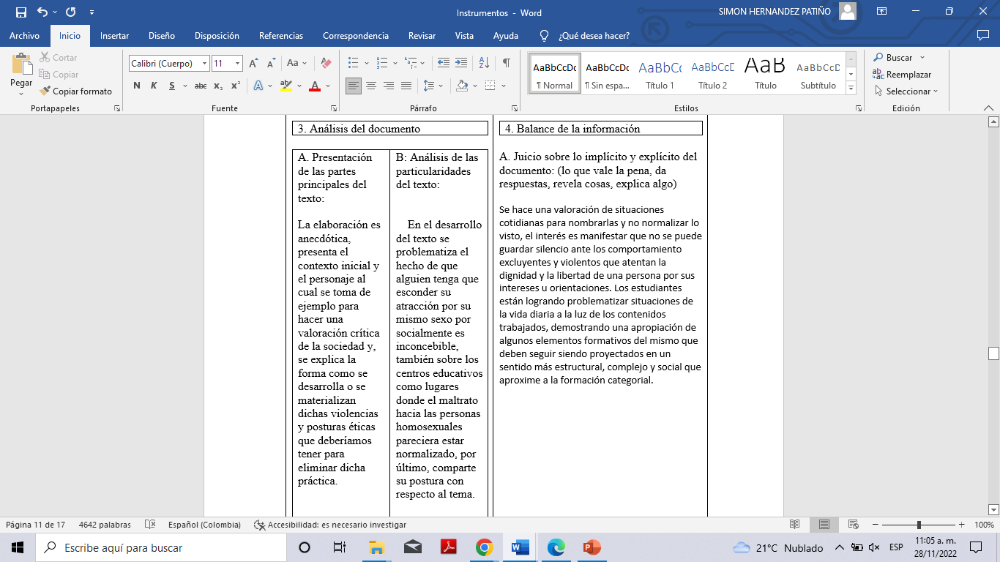 Instrumentos - Word
SIMON HERNANDEZ PATIÑO
Archivo Inicio Insertar Diseño Disposición Referencias Correspondencia Revisar Vista Ayuda ¿Qué desea hacer?
Pegar
Cortar
Copiar
Copiar formato
Portapapeles
Calibri (Cuerpo) 11
N K S abc x₂ x²
Fuente
Párrafo
AaBbCcDc AaBbCcDc AaBbCc AaBbCcD AaB AaBbCcD
¶ Normal ¶ Sin espa... Título 1 Título 2 Título Subtítulo
Estilos
Buscar
Reemplazar
Seleccionar
Edición
3. Análisis del documento
A. Presentación
de las partes
principales del
texto:
La elaboración es
anecdótica,
presenta el
contexto inicial y
el personaje al
cual se toma de
ejemplo para
hacer una
valoración crítica
de la sociedad y,
se explica la
forma como se
desarrolla o se
materializan
dichas violencias
y posturas éticas
que deberíamos
tener para
eliminar dicha
práctica.
B: Análisis de las
particularidades
del texto:
En el desarrollo
del texto se
problematiza el
hecho de que
alguien tenga que
esconder su
atracción por su
mismo sexo por
socialmente es
inconcebible,
también sobre los
centros educativos
como lugares
donde el maltrato
hacia las personas
homosexuales
pareciera estar
normalizado, por
último, comparte
su postura con
respecto al tema.
4. Balance de la información
A. Juicio sobre lo implícito y explícito del
documento: (lo que vale la pena, da
respuestas, revela cosas, explica algo)
Se hace una valoración de situaciones
cotidianas para nombrarlas y no normalizar lo
visto, el interés es manifestar que no se puede
guardar silencio ante los comportamiento
excluyentes y violentos que atentan la
dignidad y la libertad de una persona por sus
intereses u orientaciones. Los estudiantes
están logrando problematizar situaciones de
la vida diaria a la luz de los contenidos
trabajados, demostrando una apropiación de
algunos elementos formativos del mismo que
deben seguir siendo proyectados en un
sentido más estructural, complejo y social que
aproxime a la formación categorial.
Página 11 de 17 4642 palabras Español (Colombia) Accesibilidad: es necesario investigar 100%
Escribe aquí para buscar
21°C Nublado ESP
11:05 a. m.
28/11/2022